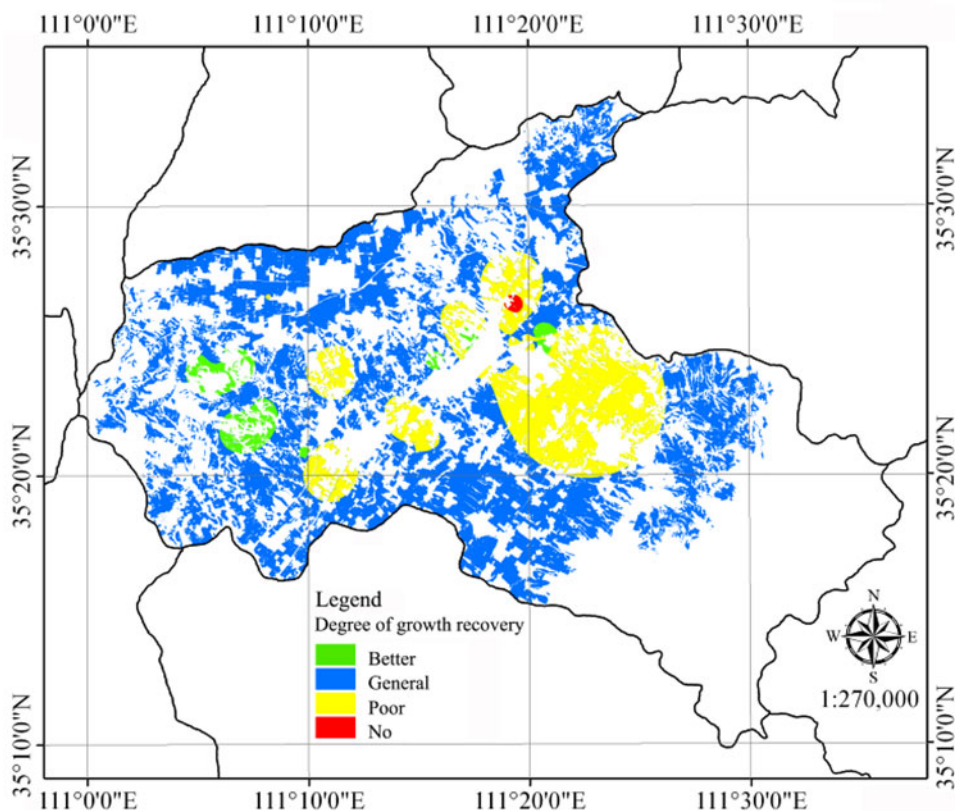 111°0'0"E 111°10'0"E 111°20'0"E 111°30'0"E
35°30'0"N 35°30'0"N
35°20'0"N 35°20'0"N
Legend
Degree of growth recovery
Better
General
Poor
No
N
W E
S
1:270,000
35°10'0"N 35°10'0"N
111°0'0"E 111°10'0"E 111°20'0"E 111°30'0"E